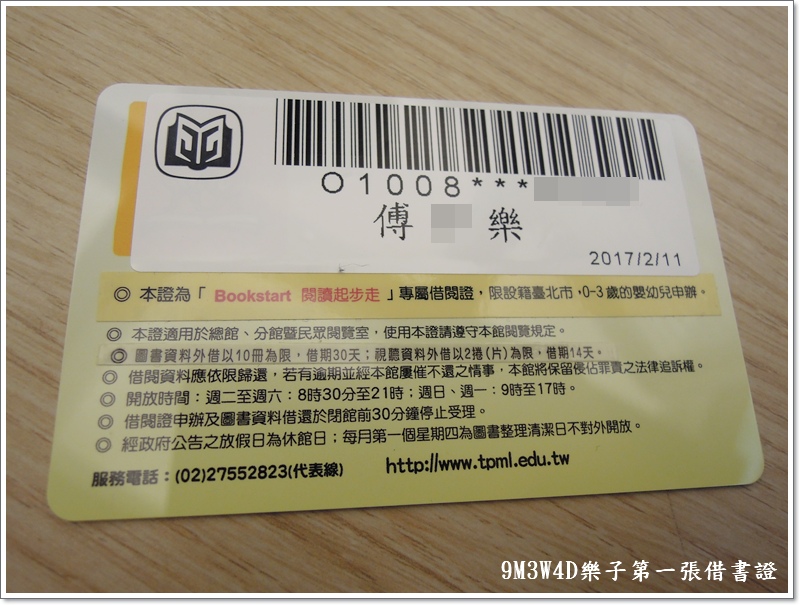 O1008***
傅 樂
2017/2/11
◎ 本證為「 Bookstart 閱讀起步走 」專屬借閱證，限設籍臺北市，0-3 歲的嬰幼兒申辦。
◎ 本證適用於總館、分館暨民眾閱覽室，使用本證請遵守本館閱覽規定。
◎ 圖書資料外借以10冊為限，借期30天；視聽資料外借以2捲(片)為限，借期14天。
◎ 借閱資料應依限歸還，若有逾期並經本館屢催不還之情事，本館將保留侵佔罪責之法律追訴權。
◎ 開放時間：週二至週六：8時30分至21時；週日、週一：9時至17時。
◎ 借閱證申辦及圖書資料借還於閉館前30分鐘停止受理。
◎ 經政府公告之放假日為休館日；每月第一個星期四為圖書整理清潔日不對外開放。
服務電話：(02)27552823(代表線) http://www.tpml.edu.tw
9M3W4D樂子第一張借書證